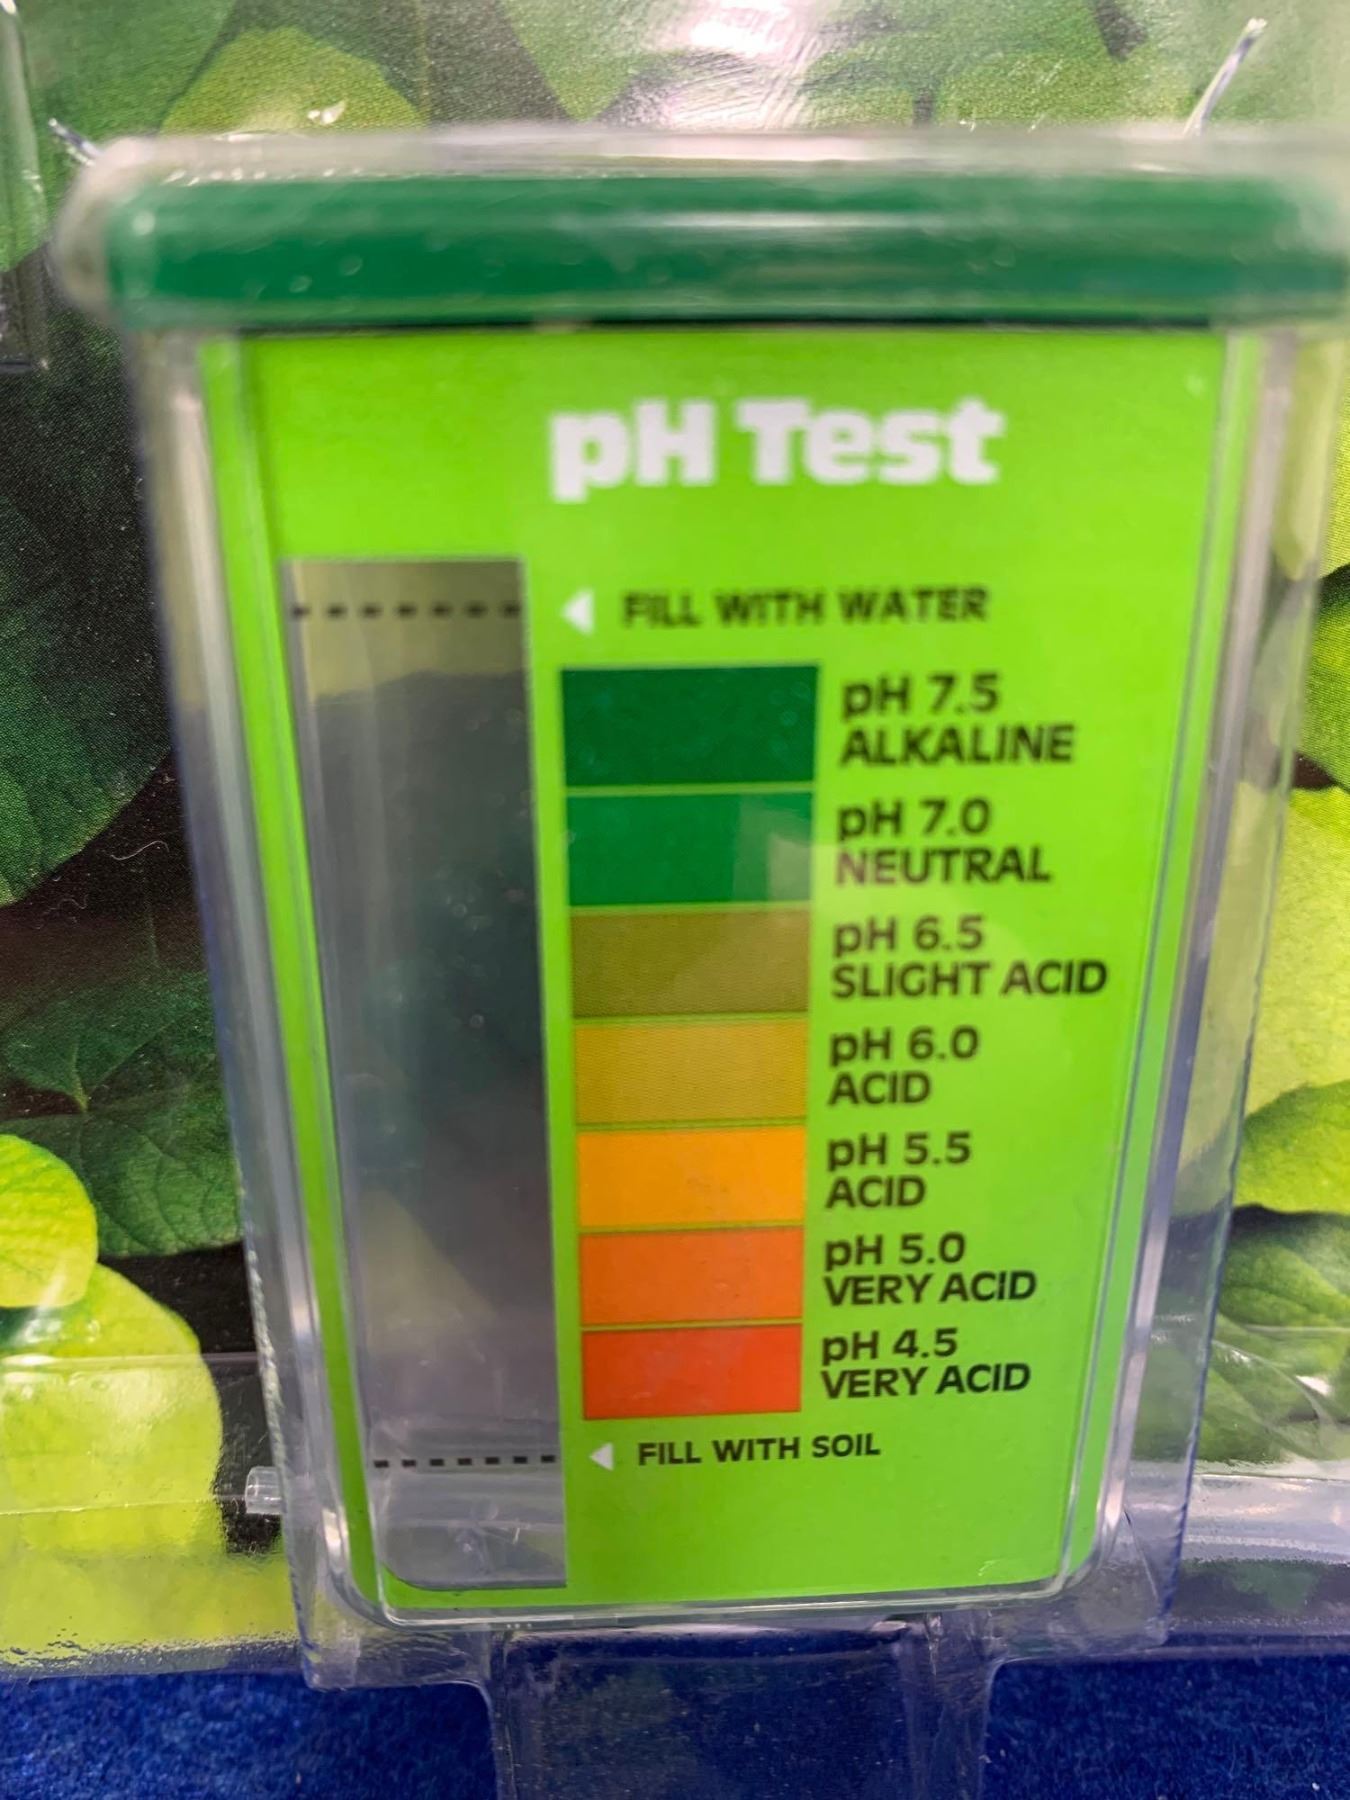 pH Test
FILL WITH WATER
pH 7.5
ALKALINE
pH 7.0
NEUTRAL
pH 6.5
SLIGHT ACID
pH 6.0
ACID
pH 5.5
ACID
pH 5.0
VERY ACID
pH 4.5
VERY ACID
FILL WITH SOIL